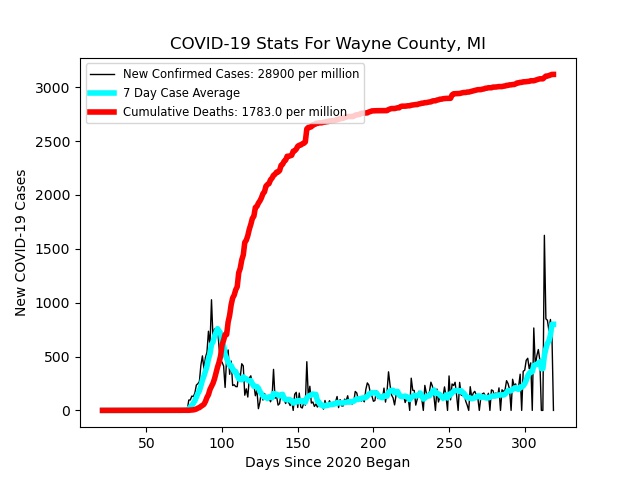 COVID-19 Stats For Wayne County, MI
New Confirmed Cases: 28900 per million
7 Day Case Average
Cumulative Deaths: 1783.0 per million
3000
2500
2000
1500
1000
500
0
New COVID-19 Cases
50 100 150 200 250 300
Days Since 2020 Began